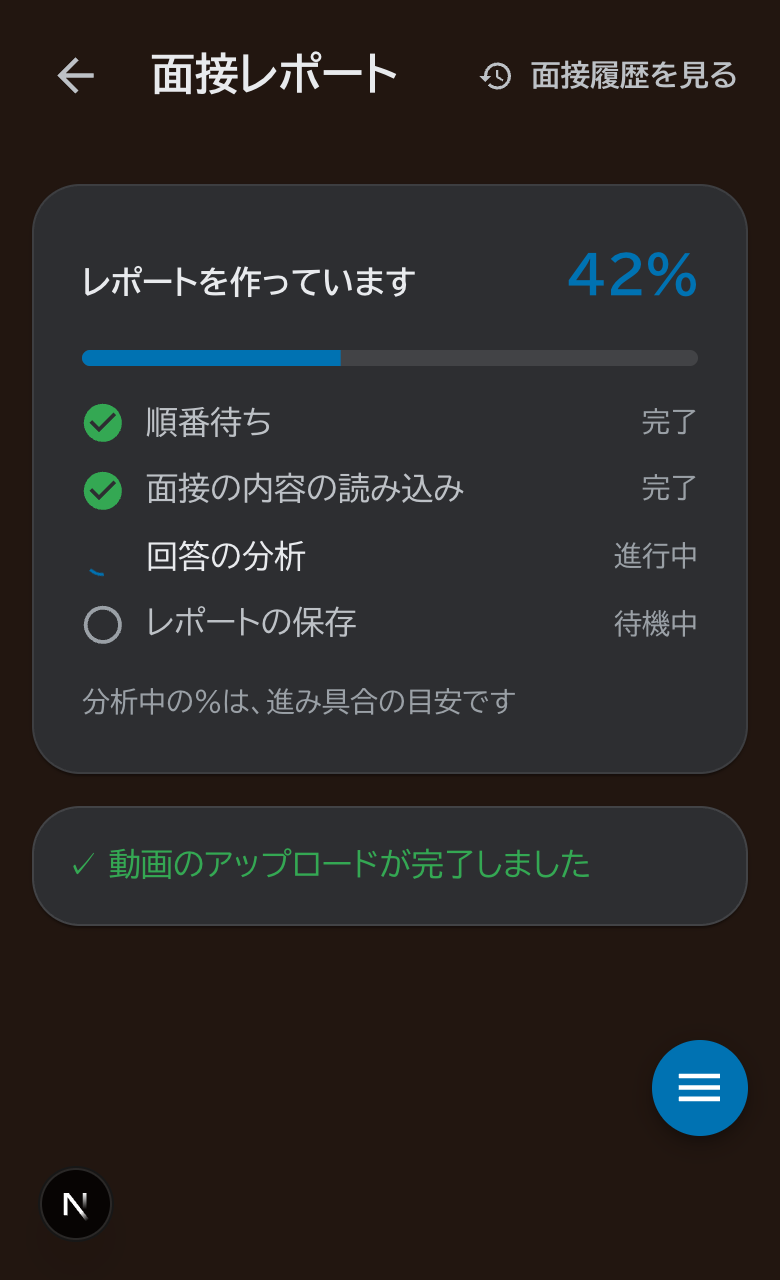 面接レポート
面接履歴を見る
レポートを作っています 42%
順番待ち 完了
面接の内容の読み込み 完了
回答の分析 進行中
レポートの保存 待機中
分析中の%は、進み具合の目安です
✓ 動画のアップロードが完了しました
N